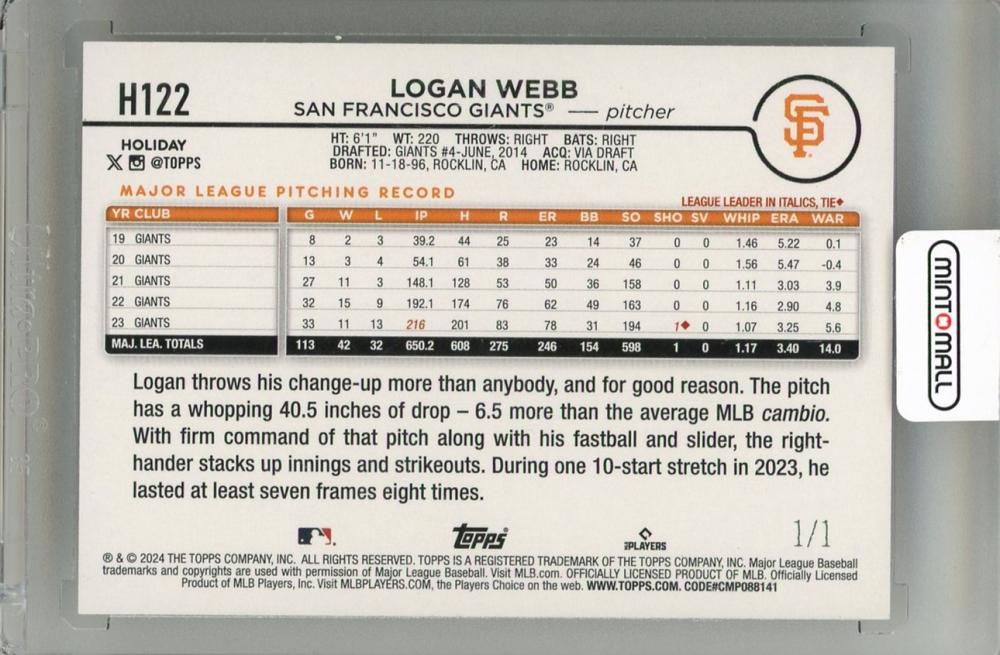 H122
LOGAN WEBB
SAN FRANCISCO GIANTS® — pitcher
SF
HOLIDAY
X @TOPPS
HT: 6'1" WT: 220 THROWS: RIGHT BATS: RIGHT
DRAFTED: GIANTS #4-JUNE, 2014 ACQ: VIA DRAFT
BORN: 11-18-96, ROCKLIN, CA HOME: ROCKLIN, CA
MAJOR LEAGUE PITCHING RECORD
LEAGUE LEADER IN ITALICS, TIE♦
YR CLUB G W L IP H R ER BB SO SHO SV WHIP ERA WAR
19 GIANTS 8 2 3 39.2 44 25 23 14 37 0 0 1.46 5.22 0.1
20 GIANTS 13 3 4 54.1 61 38 33 24 46 0 0 1.56 5.47 -0.4
21 GIANTS 27 11 3 148.1 128 53 50 36 158 0 0 1.11 3.03 3.9
22 GIANTS 32 15 9 192.1 174 76 62 49 163 0 0 1.16 2.90 4.8
23 GIANTS 33 11 13 216 201 83 78 31 194 1♦ 0 1.07 3.25 5.6
MAJ. LEA. TOTALS 113 42 32 650.2 608 275 246 154 598 1 0 1.17 3.40 14.0
Logan throws his change-up more than anybody, and for good reason. The pitch
has a whopping 40.5 inches of drop – 6.5 more than the average MLB cambio.
With firm command of that pitch along with his fastball and slider, the right-
hander stacks up innings and strikeouts. During one 10-start stretch in 2023, he
lasted at least seven frames eight times.
topps
PLAYERS
1/1
® & © 2024 THE TOPPS COMPANY, INC. ALL RIGHTS RESERVED. TOPPS IS A REGISTERED TRADEMARK OF THE TOPPS COMPANY, INC. Major League Baseball
trademarks and copyrights are used with permission of Major League Baseball. Visit MLB.com. OFFICIALLY LICENSED PRODUCT OF MLB. Officially Licensed
Product of MLB Players, Inc. Visit MLBPLAYERS.COM, the Players Choice on the web. WWW.TOPPS.COM. CODE#CMP088141
MINTMALL